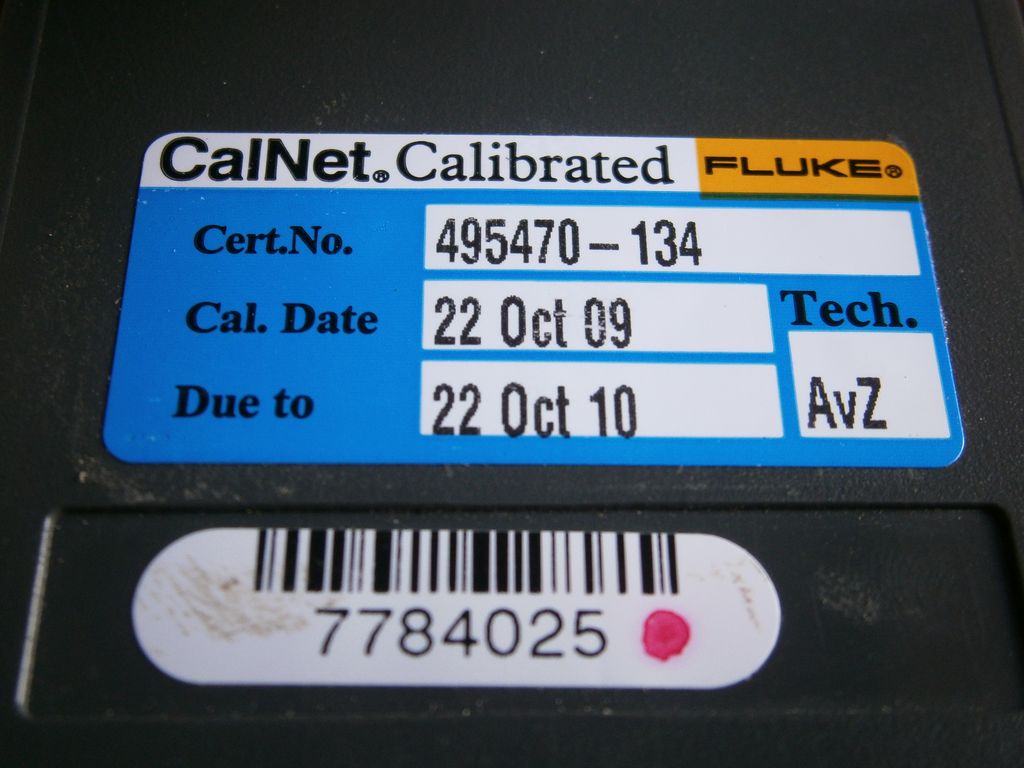 CalNet® Calibrated FLUKE®
Cert.No. 495470-134
Cal. Date 22 Oct 09 Tech.
Due to 22 Oct 10 AvZ
7784025